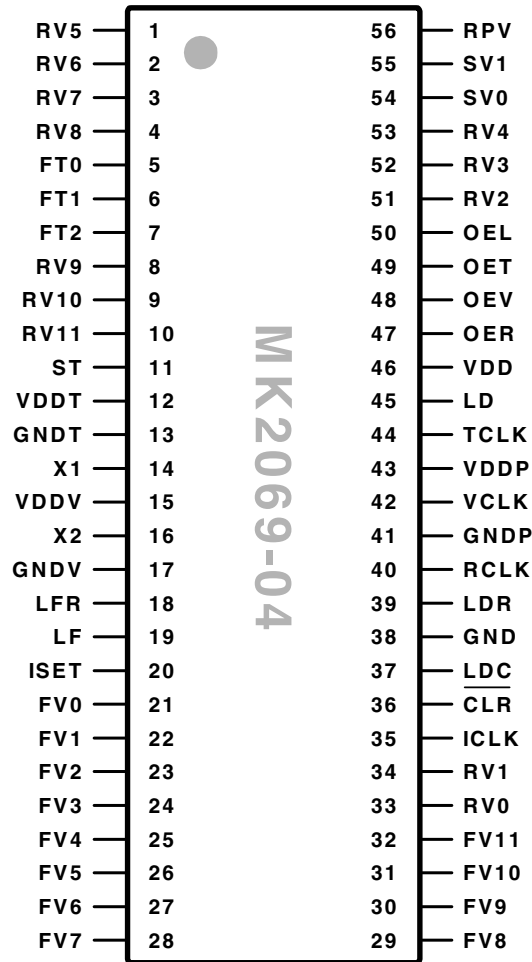 RV5 1 56 RPV
RV6 2 55 SV1
RV7 3 54 SV0
RV8 4 53 RV4
FT0 5 52 RV3
FT1 6 51 RV2
FT2 7 50 OEL
RV9 8 49 OET
RV10 9 48 OEV
RV11 10 47 OER
ST 11 46 VDD
VDDT 12 45 LD
GNDT 13 44 TCLK
X1 14 43 VDDP
VDDV 15 42 VCLK
X2 16 41 GNDP
GNDV 17 40 RCLK
LFR 18 39 LDR
LF 19 38 GND
ISET 20 37 LDC
FV0 21 36 CLR
FV1 22 35 ICLK
FV2 23 34 RV1
FV3 24 33 RV0
FV4 25 32 FV11
FV5 26 31 FV10
FV6 27 30 FV9
FV7 28 29 FV8
MK2069-04